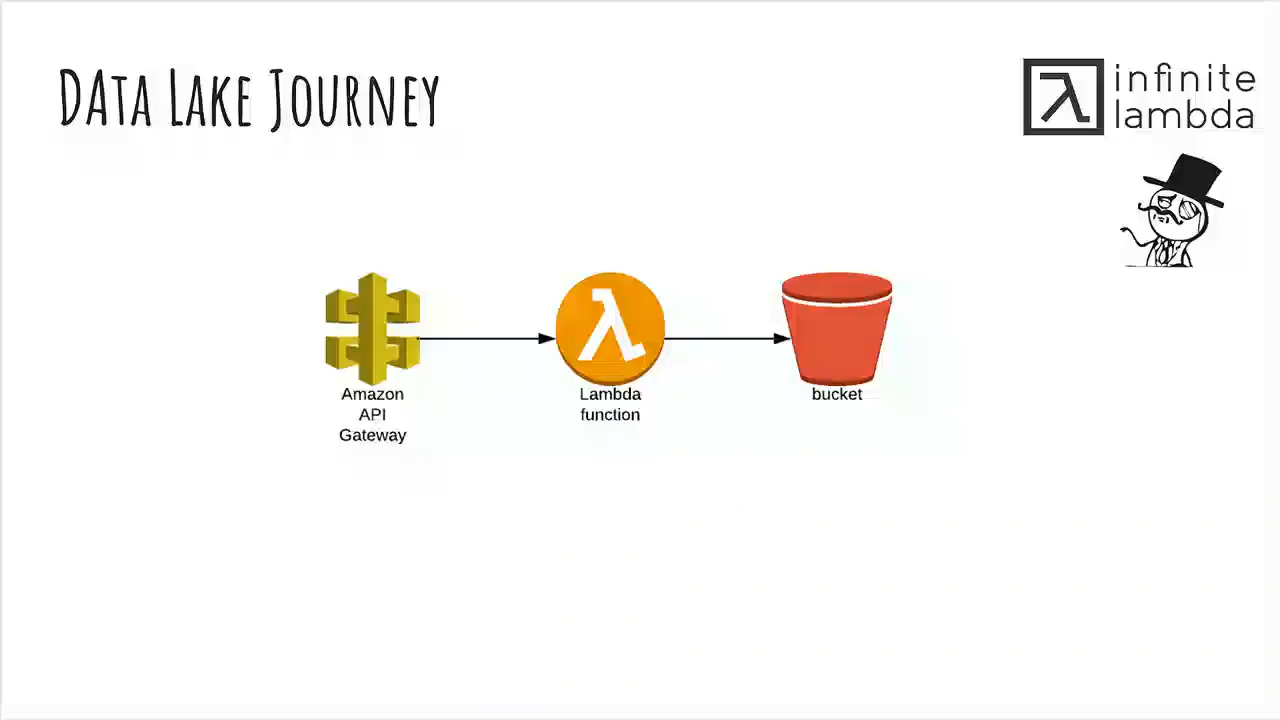 DATA LAKE JOURNEY
infinite
lambda
Amazon
API
Gateway
Lambda
function
bucket